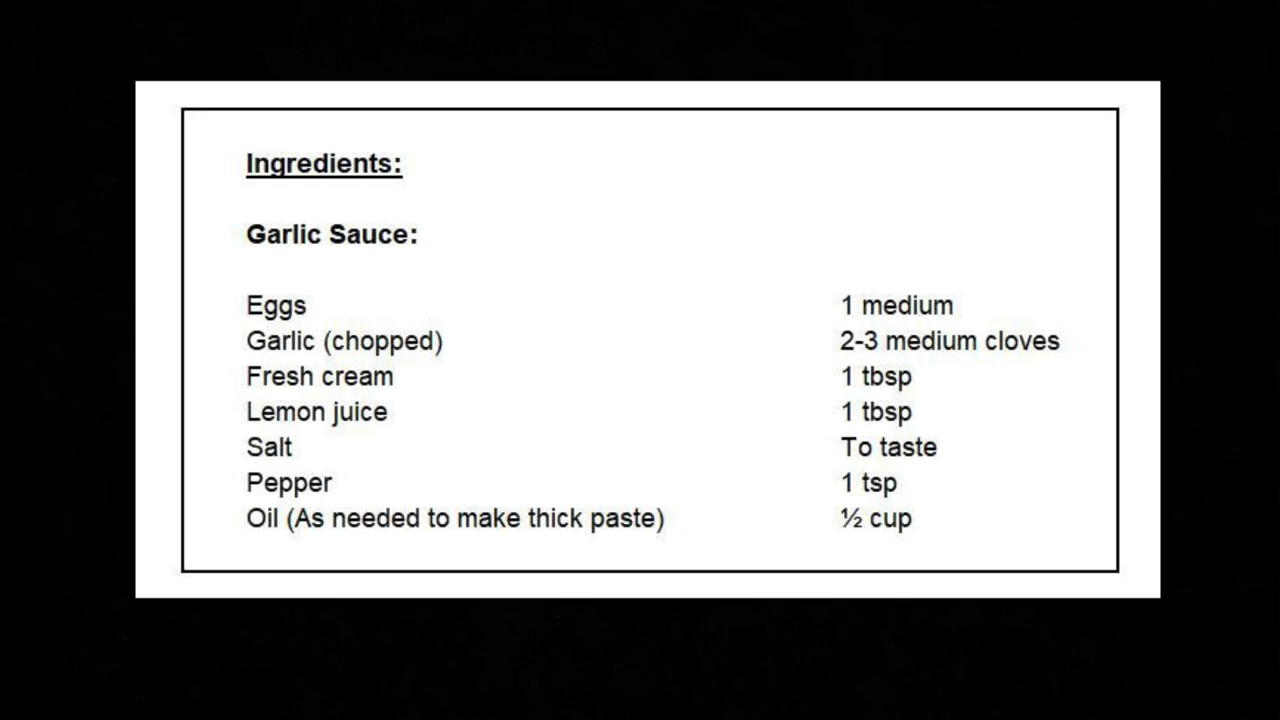 Ingredients:
Garlic Sauce:
Eggs 1 medium
Garlic (chopped) 2-3 medium cloves
Fresh cream 1 tbsp
Lemon juice 1 tbsp
Salt To taste
Pepper 1 tsp
Oil (As needed to make thick paste) ½ cup